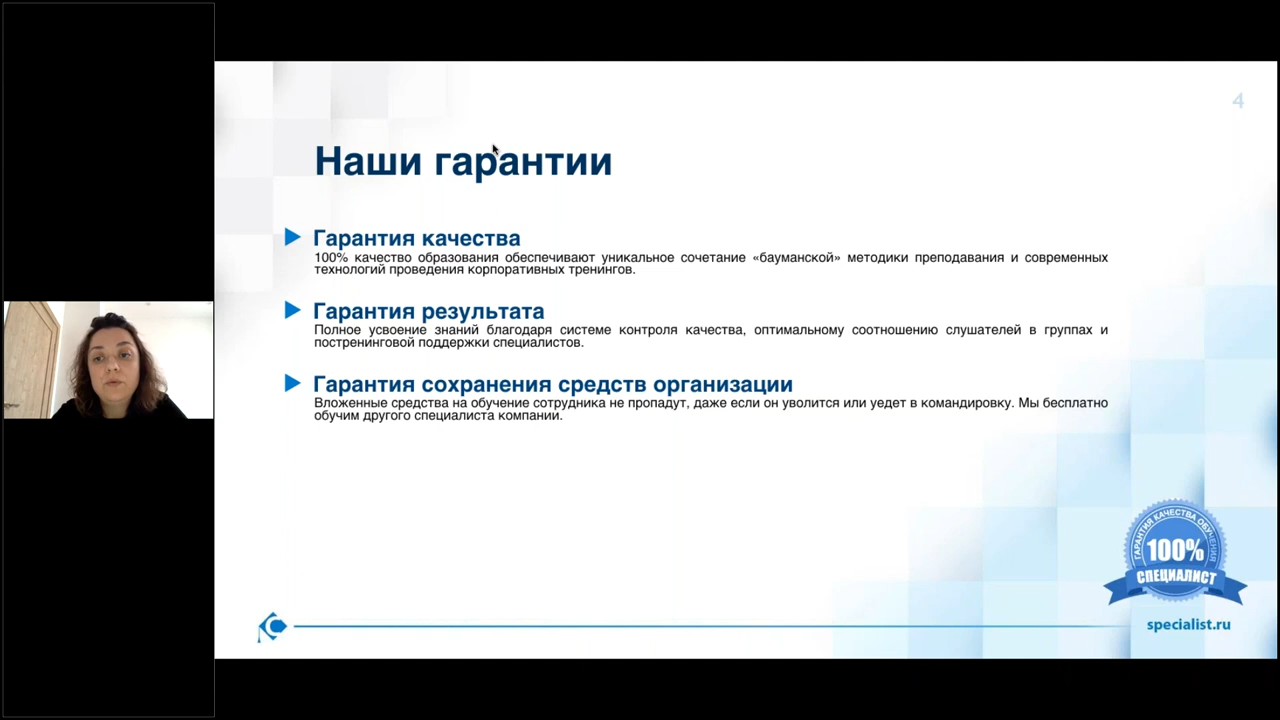 4
Наши гарантии
Гарантия качества
100% качество образования обеспечивают уникальное сочетание «бауманской» методики преподавания и современных
технологий проведения корпоративных тренингов.
Гарантия результата
Полное усвоение знаний благодаря системе контроля качества, оптимальному соотношению слушателей в группах и
постренинговой поддержки специалистов.
Гарантия сохранения средств организации
Вложенные средства на обучение сотрудника не пропадут, даже если он уволится или уедет в командировку. Мы бесплатно
обучим другого специалиста компании.
ГАРАНТИЯ КАЧЕСТВА ОБУЧЕНИЯ
100%
СПЕЦИАЛИСТ
specialist.ru